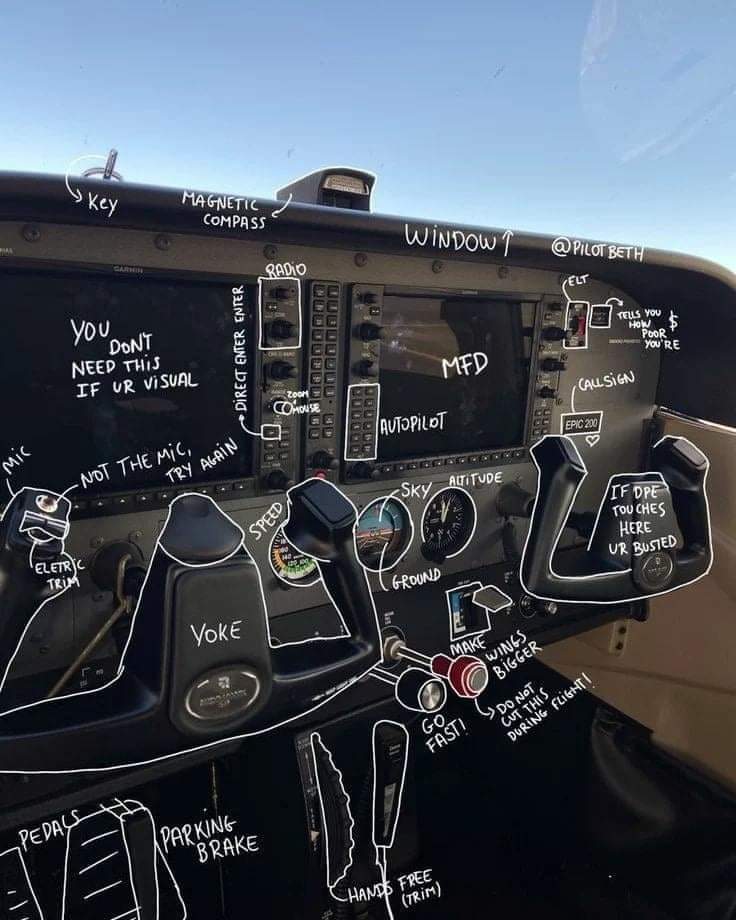 Key
MAGNETIC
COMPASS
WINDOW↑
@PILOTBETH
GARMIN
RADIO
ELT
TELLS YOU
HOW $
POOR
YOU'RE
YOU
DON'T
NEED THIS
IF UR VISUAL
DIRECT ENTER ENTER
MFD
CALLSIGN
EPIC 200
ZOOM
MOUSE
AUTOPILOT
MIC
NOT THE MIC,
TRY AGAIN
SPEED
SKY
ALTITUDE
GROUND
IF DPE
TOUCHES
HERE
UR BUSTED
ELETRIC
TRIM
YOKE
MAKE
WINGS
BIGGER
GO
FAST!
DO NOT
CUT THIS
DURING FLIGHT!
PEDALS
PARKING
BRAKE
HANDS FREE
(TRIM)